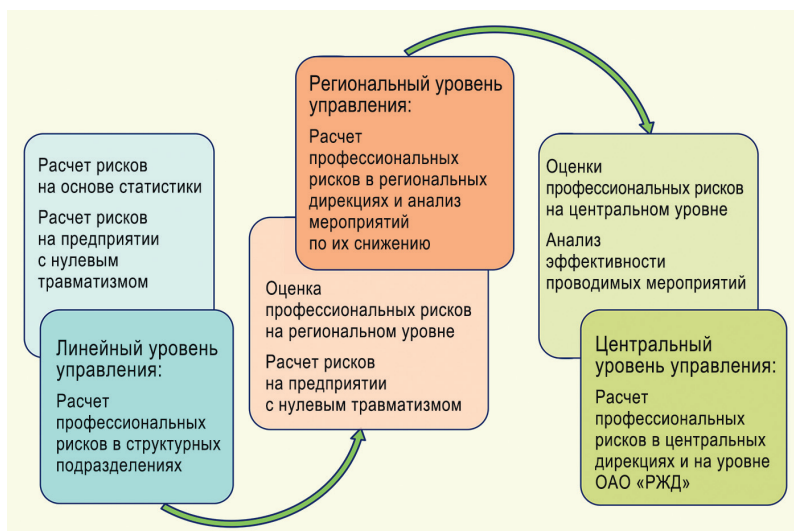 Расчет рисков
на основе статистики
Расчет рисков
на предприятии
с нулевым
травматизмом
Линейный уровень
управления:
Расчет
профессиональных
рисков в структурных
подразделениях
Региональный уровень
управления:
Расчет
профессиональных
рисков в региональных
дирекциях и анализ
мероприятий
по их снижению
Оценка
профессиональных рисков
на региональном уровне
Расчет рисков
на предприятии
с нулевым травматизмом
Оценки
профессиональных рисков
на центральном уровне
Анализ
эффективности
проводимых мероприятий
Центральный
уровень управления:
Расчет
профессиональных
рисков в центральных
дирекциях и на уровне
ОАО «РЖД»